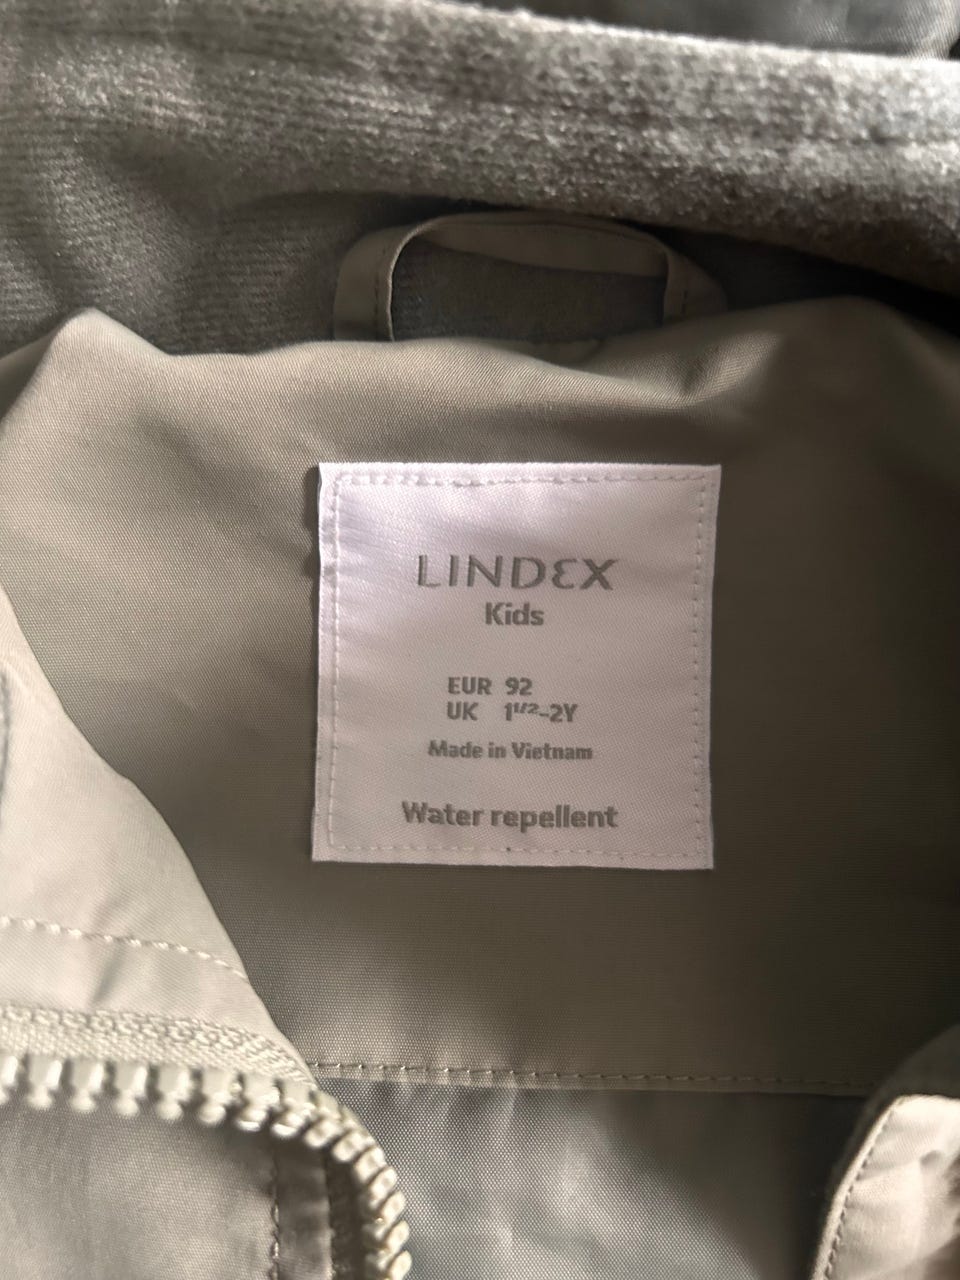 LINDEX
Kids
EUR 92
UK 1¹/²-2Y
Made in Vietnam
Water repellent